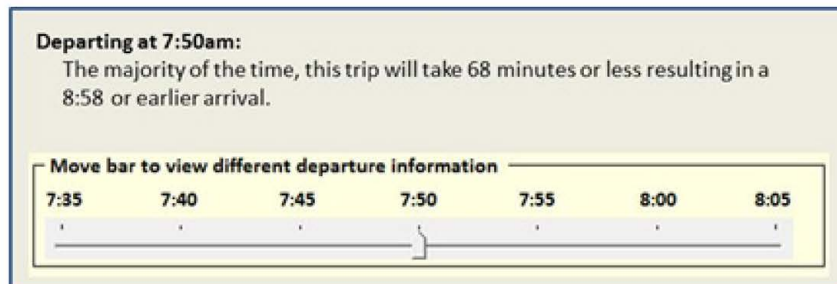 Departing at 7:50am:
The majority of the time, this trip will take 68 minutes or less resulting in a
8:58 or earlier arrival.
Move bar to view different departure information
7:35 7:40 7:45 7:50 7:55 8:00 8:05